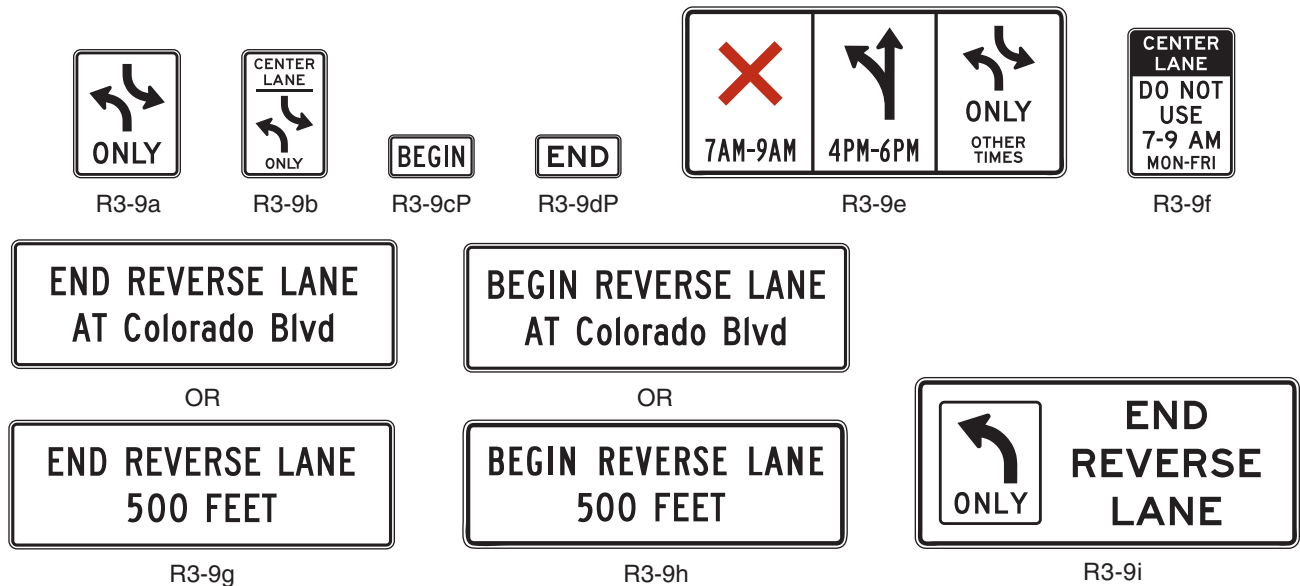 ONLY
R3-9a
CENTER
LANE
ONLY
R3-9b
BEGIN
R3-9cP
END
R3-9dP
7AM-9AM
4PM-6PM
ONLY
OTHER
TIMES
R3-9e
CENTER
LANE
DO NOT
USE
7-9 AM
MON-FRI
R3-9f
END REVERSE LANE
AT Colorado Blvd
OR
END REVERSE LANE
500 FEET
R3-9g
BEGIN REVERSE LANE
AT Colorado Blvd
OR
BEGIN REVERSE LANE
500 FEET
R3-9h
ONLY
END
REVERSE
LANE
R3-9i